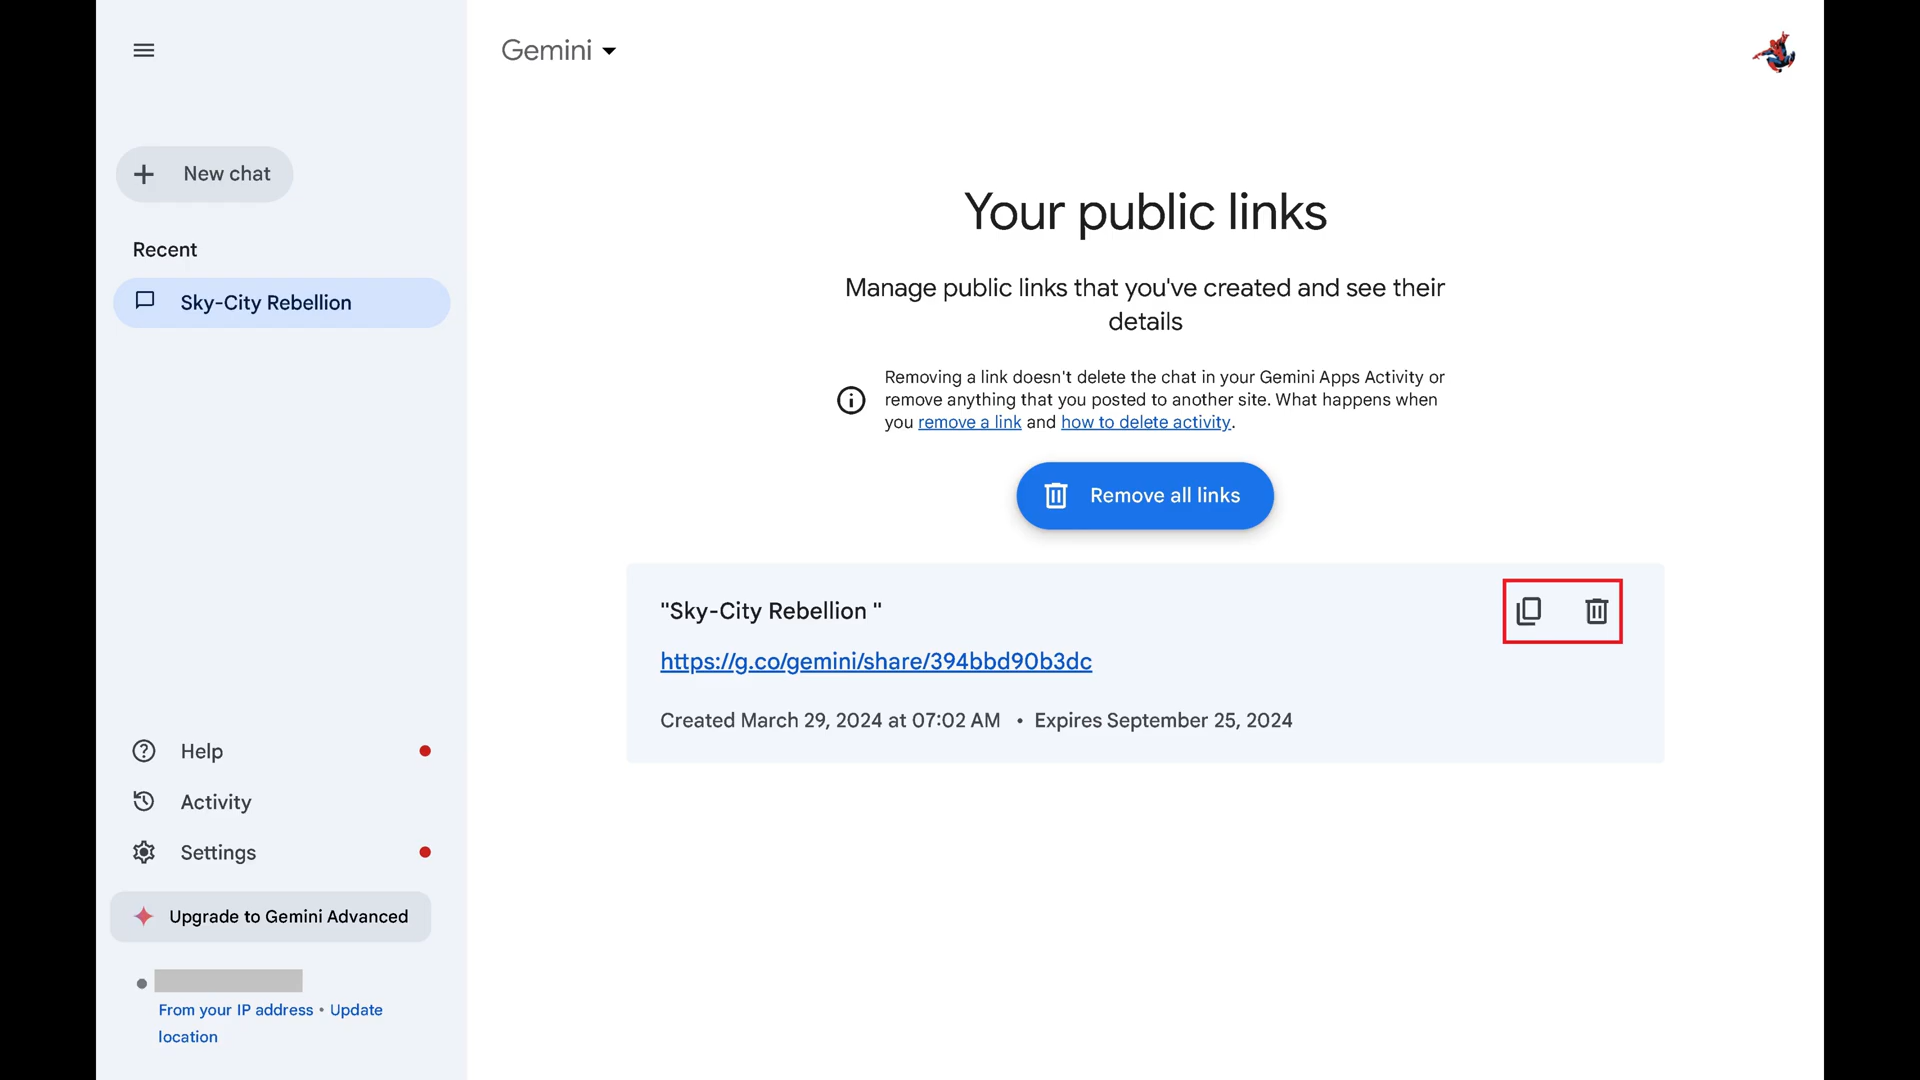 Gemini
New chat
Recent
Sky-City Rebellion
Your public links
Manage public links that you've created and see their
details
Removing a link doesn't delete the chat in your Gemini Apps Activity or
remove anything that you posted to another site. What happens when
you remove a link and how to delete activity.
Remove all links
"Sky-City Rebellion "
https://g.co/gemini/share/394bbd90b3dc
Created March 29, 2024 at 07:02 AM • Expires September 25, 2024
Help
Activity
Settings
Upgrade to Gemini Advanced
From your IP address • Update
location